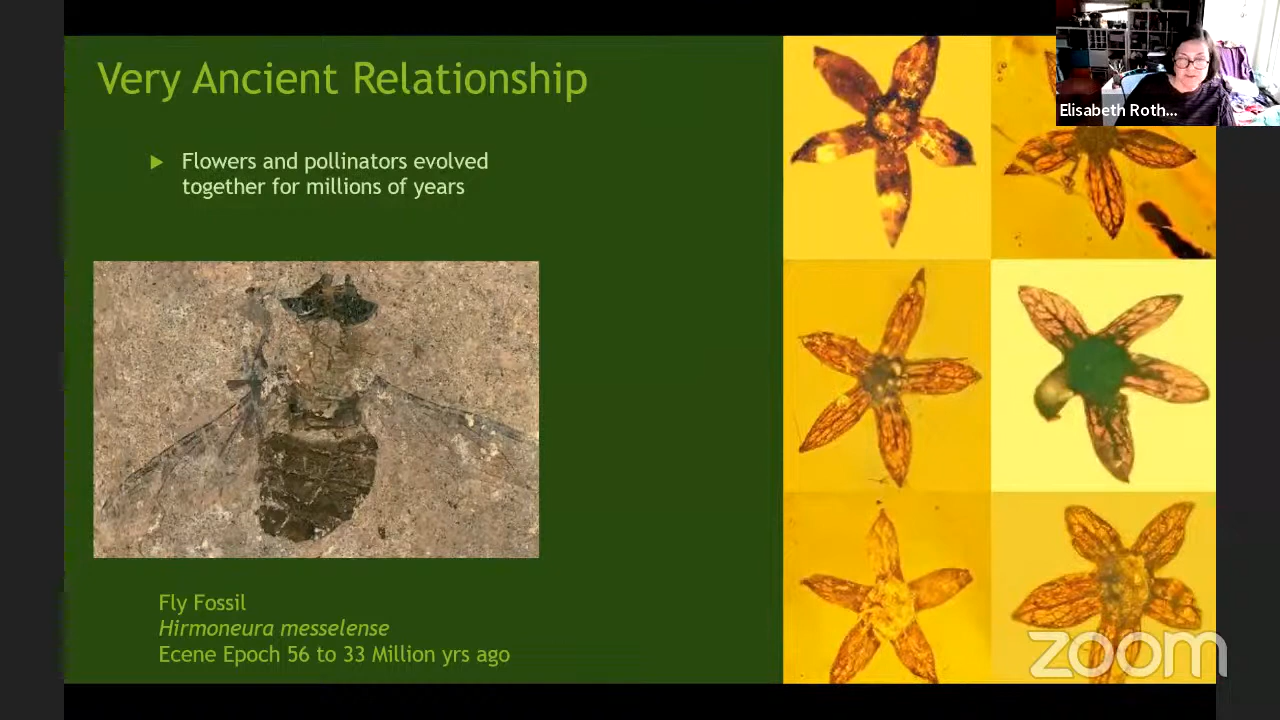 Very Ancient Relationship
Flowers and pollinators evolved
together for millions of years
Fly Fossil
Hirmoneura messelense
Ecene Epoch 56 to 33 Million yrs ago
Elisabeth Roth...
zoom